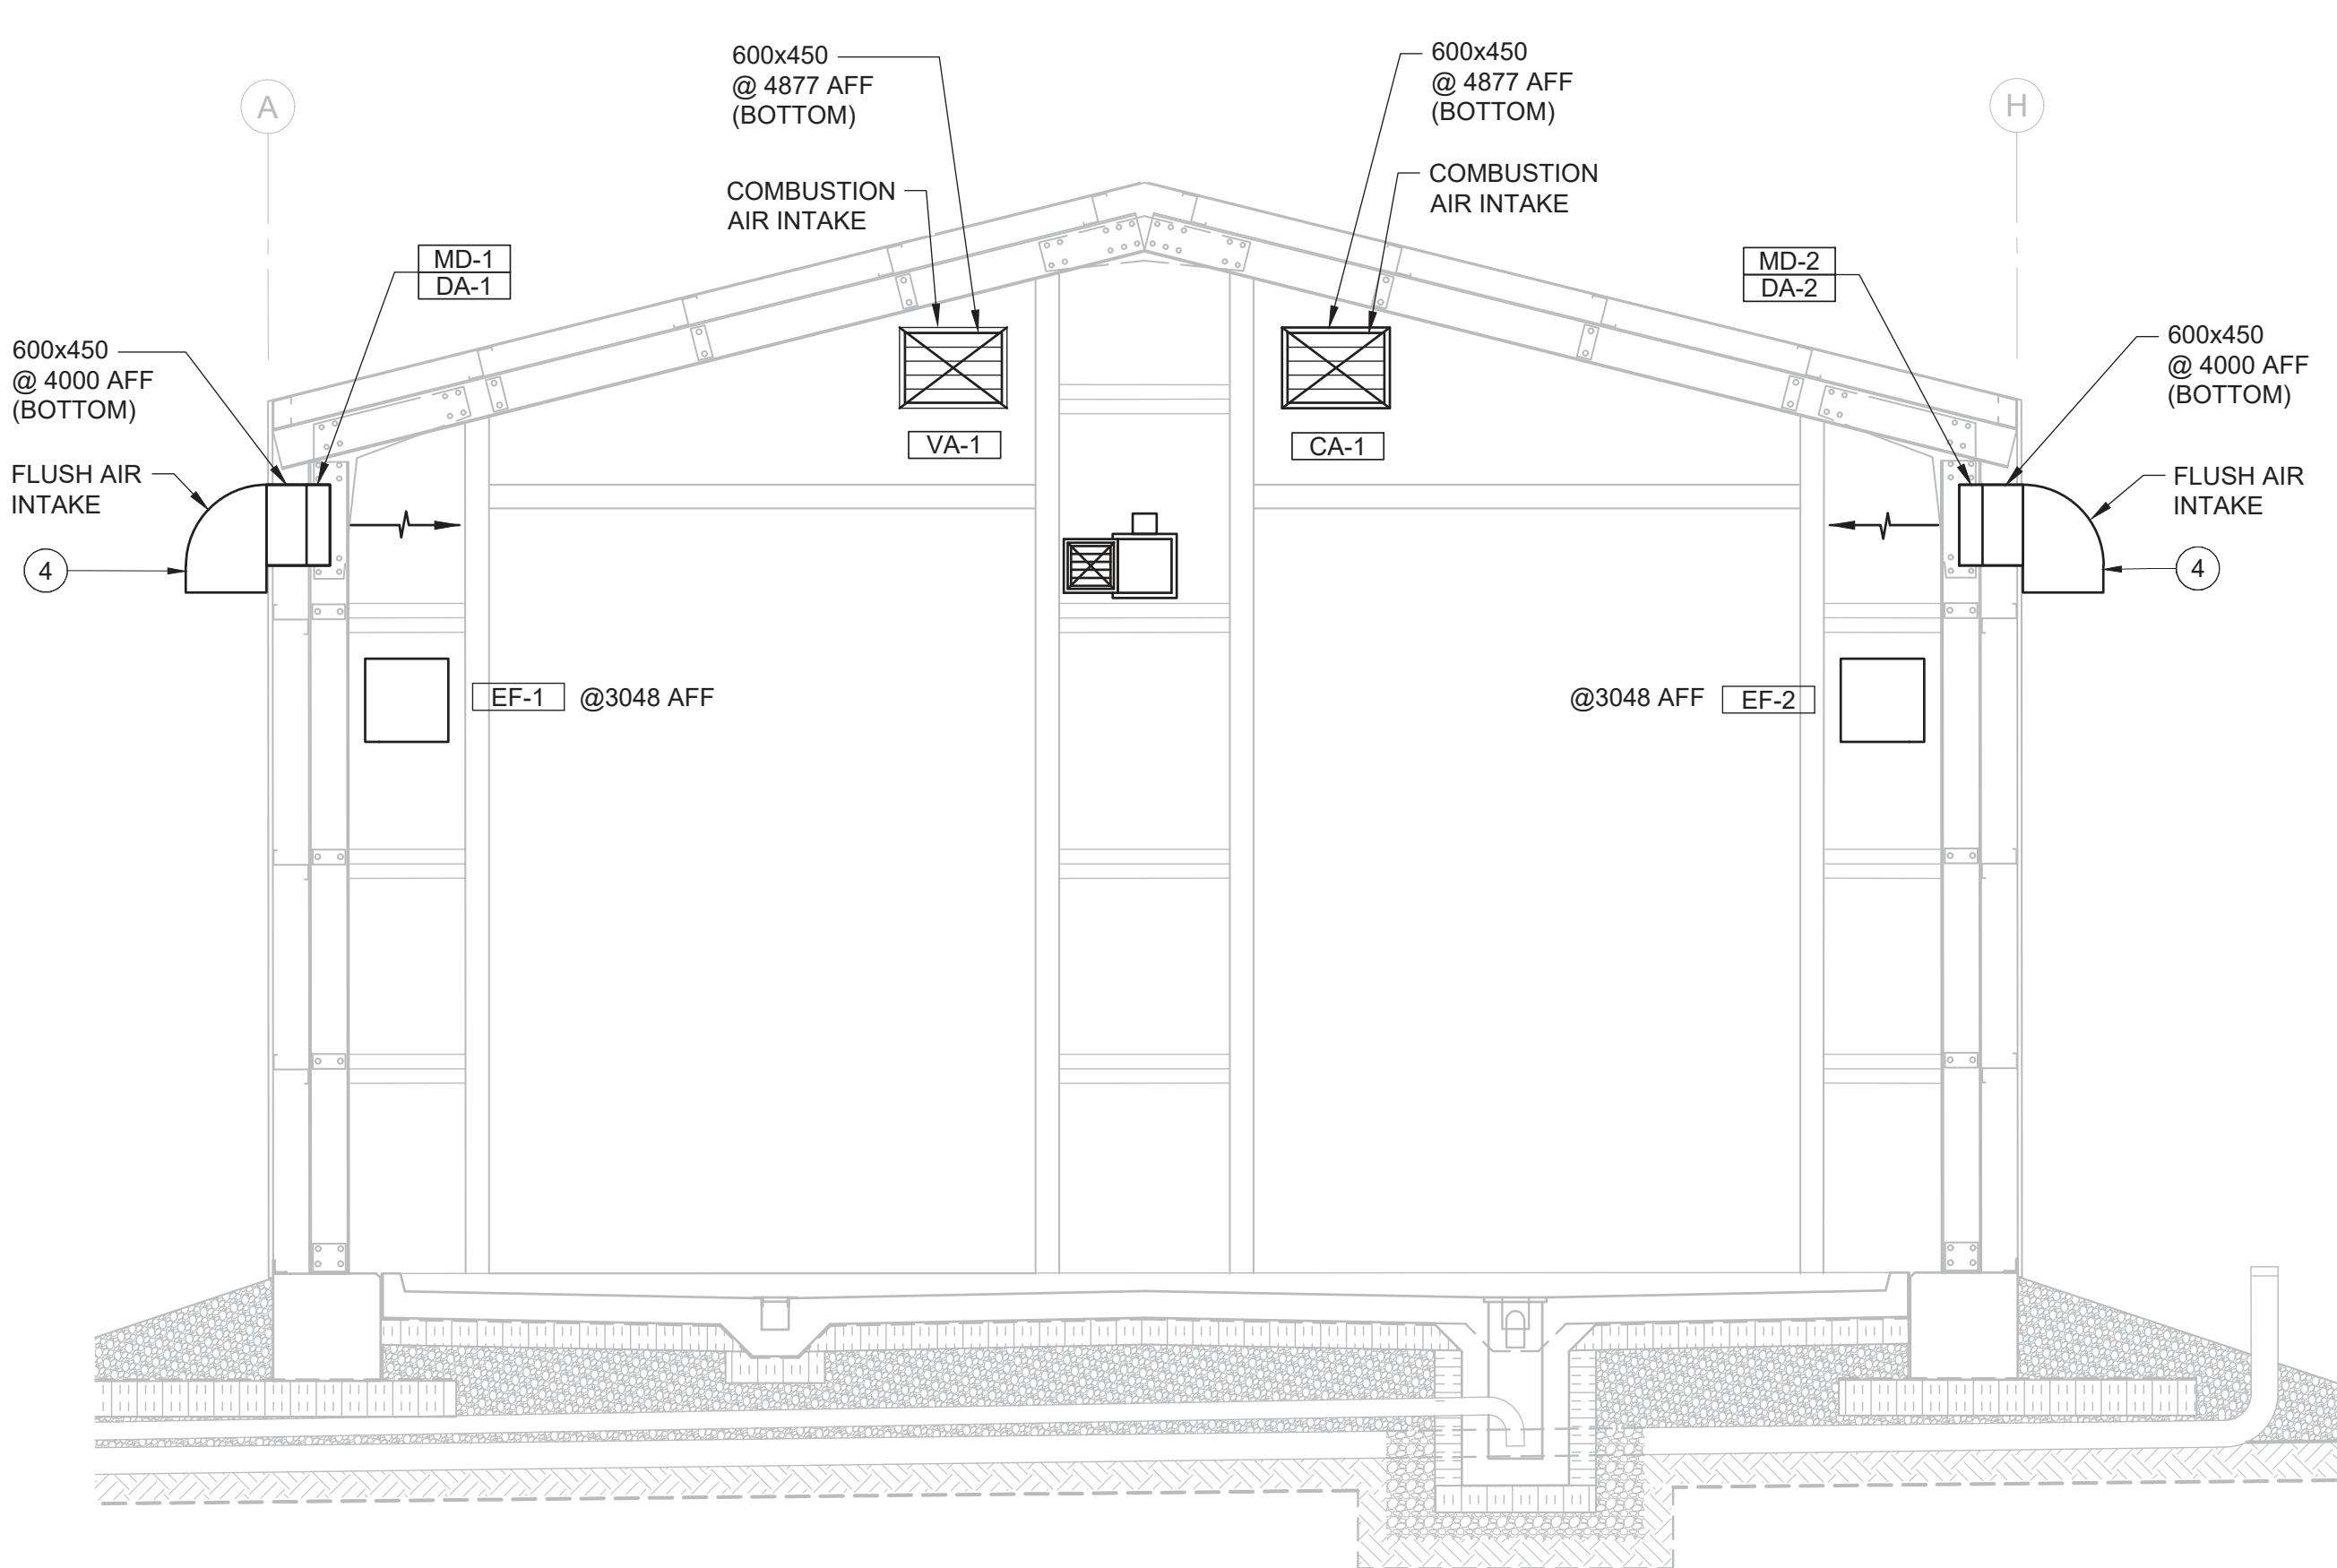 600x450
@ 4877 AFF
(BOTTOM)
600x450
@ 4877 AFF
(BOTTOM)
A
H
COMBUSTION
AIR INTAKE
COMBUSTION
AIR INTAKE
MD-1
DA-1
MD-2
DA-2
600x450
@ 4000 AFF
(BOTTOM)
600x450
@ 4000 AFF
(BOTTOM)
VA-1
CA-1
FLUSH AIR
INTAKE
FLUSH AIR
INTAKE
4
4
EF-1 @3048 AFF
@3048 AFF EF-2